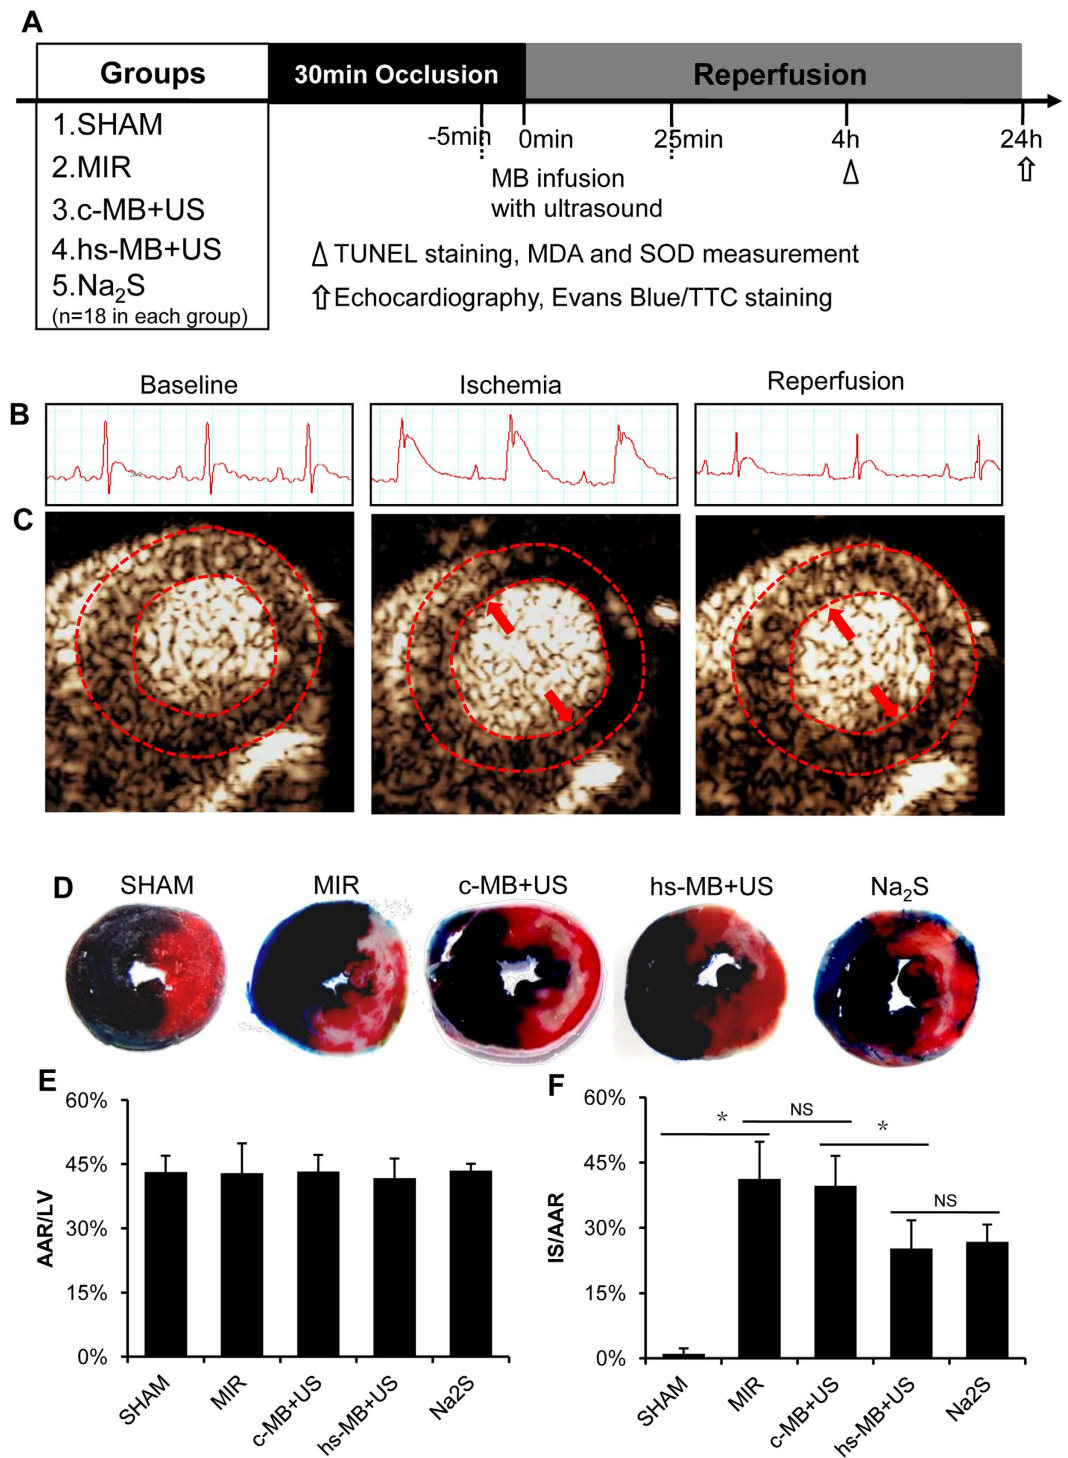 A
Groups
30min Occlusion
Reperfusion
1.SHAM
2.MIR
3.c-MB+US
4.hs-MB+US
5.Na₂S
(n=18 in each group)
-5min
0min
25min
4h
24h
MB infusion
with ultrasound
TUNEL staining, MDA and SOD measurement
Echocardiography, Evans Blue/TTC staining
Baseline
Ischemia
Reperfusion
B
C
D
SHAM
MIR
c-MB+US
hs-MB+US
Na₂S
E
60%
45%
30%
15%
0%
AAR/LV
SHAM
MIR
c-MB+US
hs-MB+US
Na2S
F
60%
45%
30%
15%
0%
IS/AAR
*
NS
*
NS
SHAM
MIR
c-MB+US
hs-MB+US
Na2S